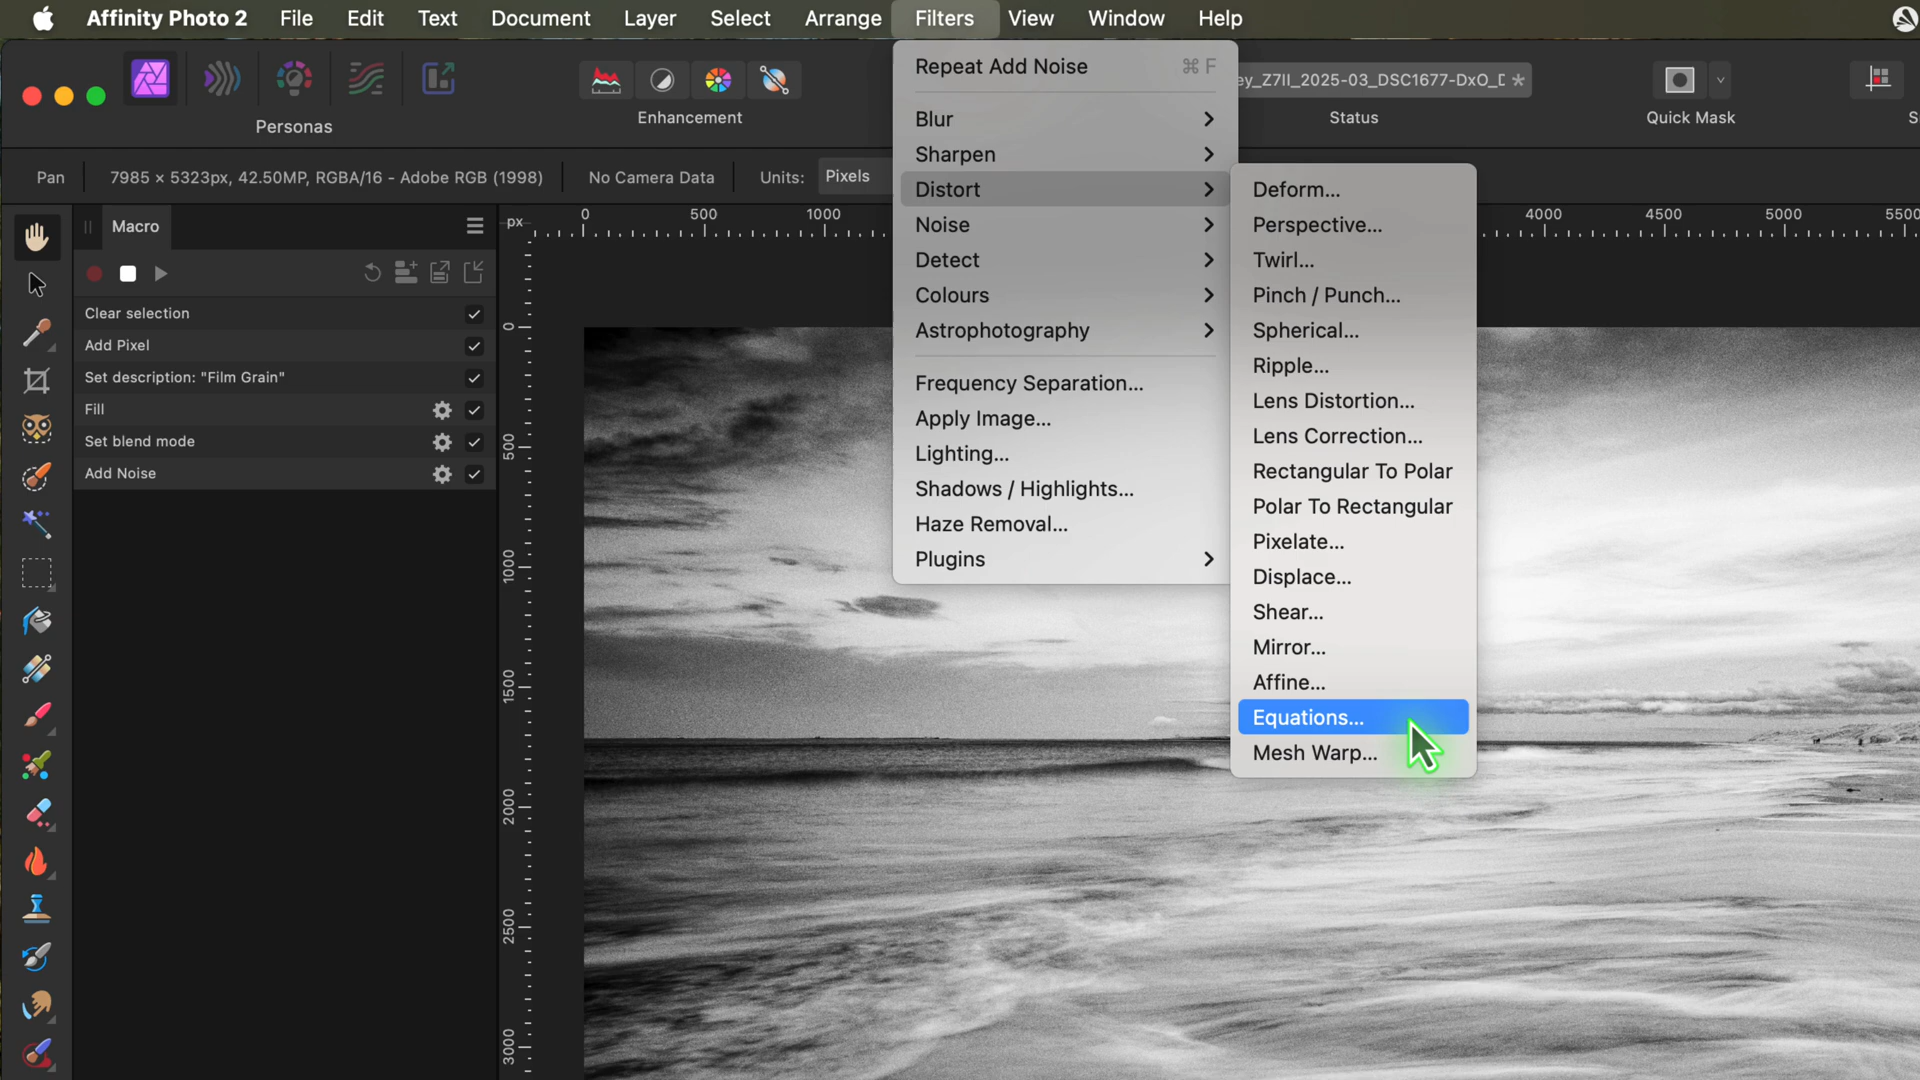 Affinity Photo 2 File Edit Text Document Layer Select Arrange Filters View Window Help
Personas
Enhancement
ey_Z7II_2025-03_DSC1677-DxO_
Status
Quick Mask
Pan
7985 × 5323px, 42.50MP, RGBA/16 - Adobe RGB (1998)
No Camera Data
Units:
Pixels
Macro
Clear selection
Add Pixel
Set description: "Film Grain"
Fill
Set blend mode
Add Noise
px
0 500 1000 4000 4500 5000 5500
0
500
1000
1500
2000
2500
3000
Repeat Add Noise ⌘ F
Blur
Sharpen
Distort
Noise
Detect
Colours
Astrophotography
Frequency Separation...
Apply Image...
Lighting...
Shadows / Highlights...
Haze Removal...
Plugins
Deform...
Perspective...
Twirl...
Pinch / Punch...
Spherical...
Ripple...
Lens Distortion...
Lens Correction...
Rectangular To Polar
Polar To Rectangular
Pixelate...
Displace...
Shear...
Mirror...
Affine...
Equations...
Mesh Warp...